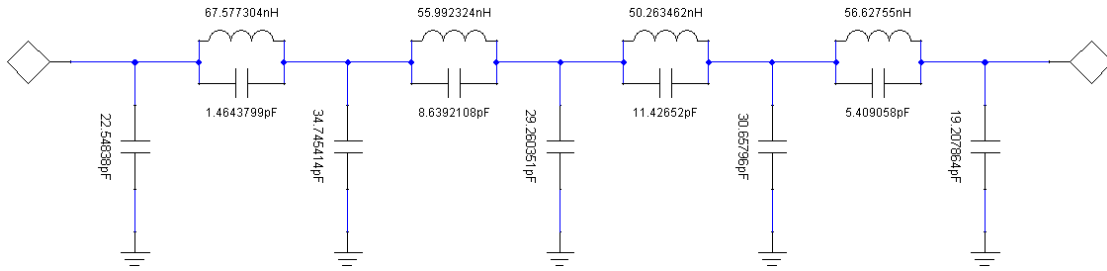 67.577304nH
55.992324nH
50.263462nH
56.62755nH
1.4643799pF
8.6392108pF
11.42652pF
5.409058pF
22.54838pF
34.745414pF
29.260351pF
30.65796pF
19.207864pF